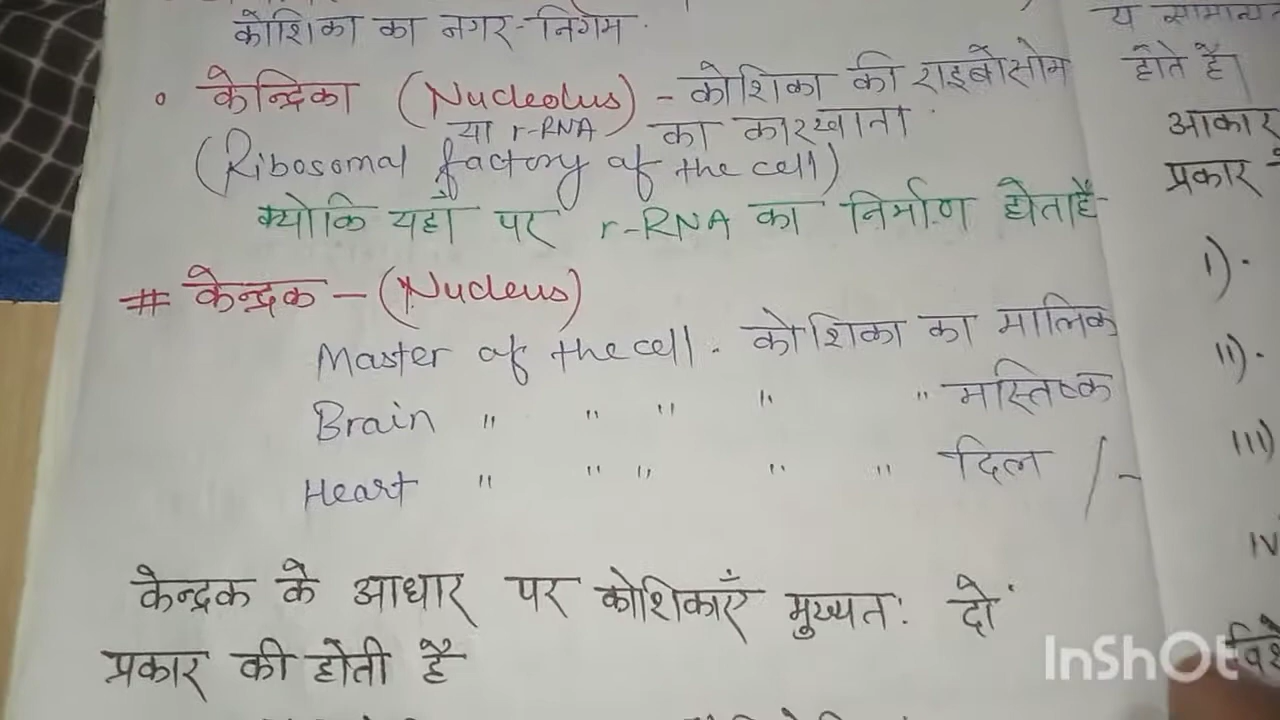 कोशिका का नगर-निगम.
• केन्द्रिका (Nucleolus) - कोशिका की राइबोसोम
या r-RNA का कारखाना
(Ribosomal factory of the cell)
क्योकि यहाँ पर r-RNA का निर्माण होता है
# केन्द्रक - (Nucleus)
Master of the cell. कोशिका का मालिक
Brain " " " " " मस्तिष्क
Heart " " " " " दिल /-
केन्द्रक के आधार पर कोशिकाएँ मुख्यत: दो
प्रकार की होती है
य सामान्य
होते है।
आकार
प्रकार
i).
ii).
iii)
iv
InShOt